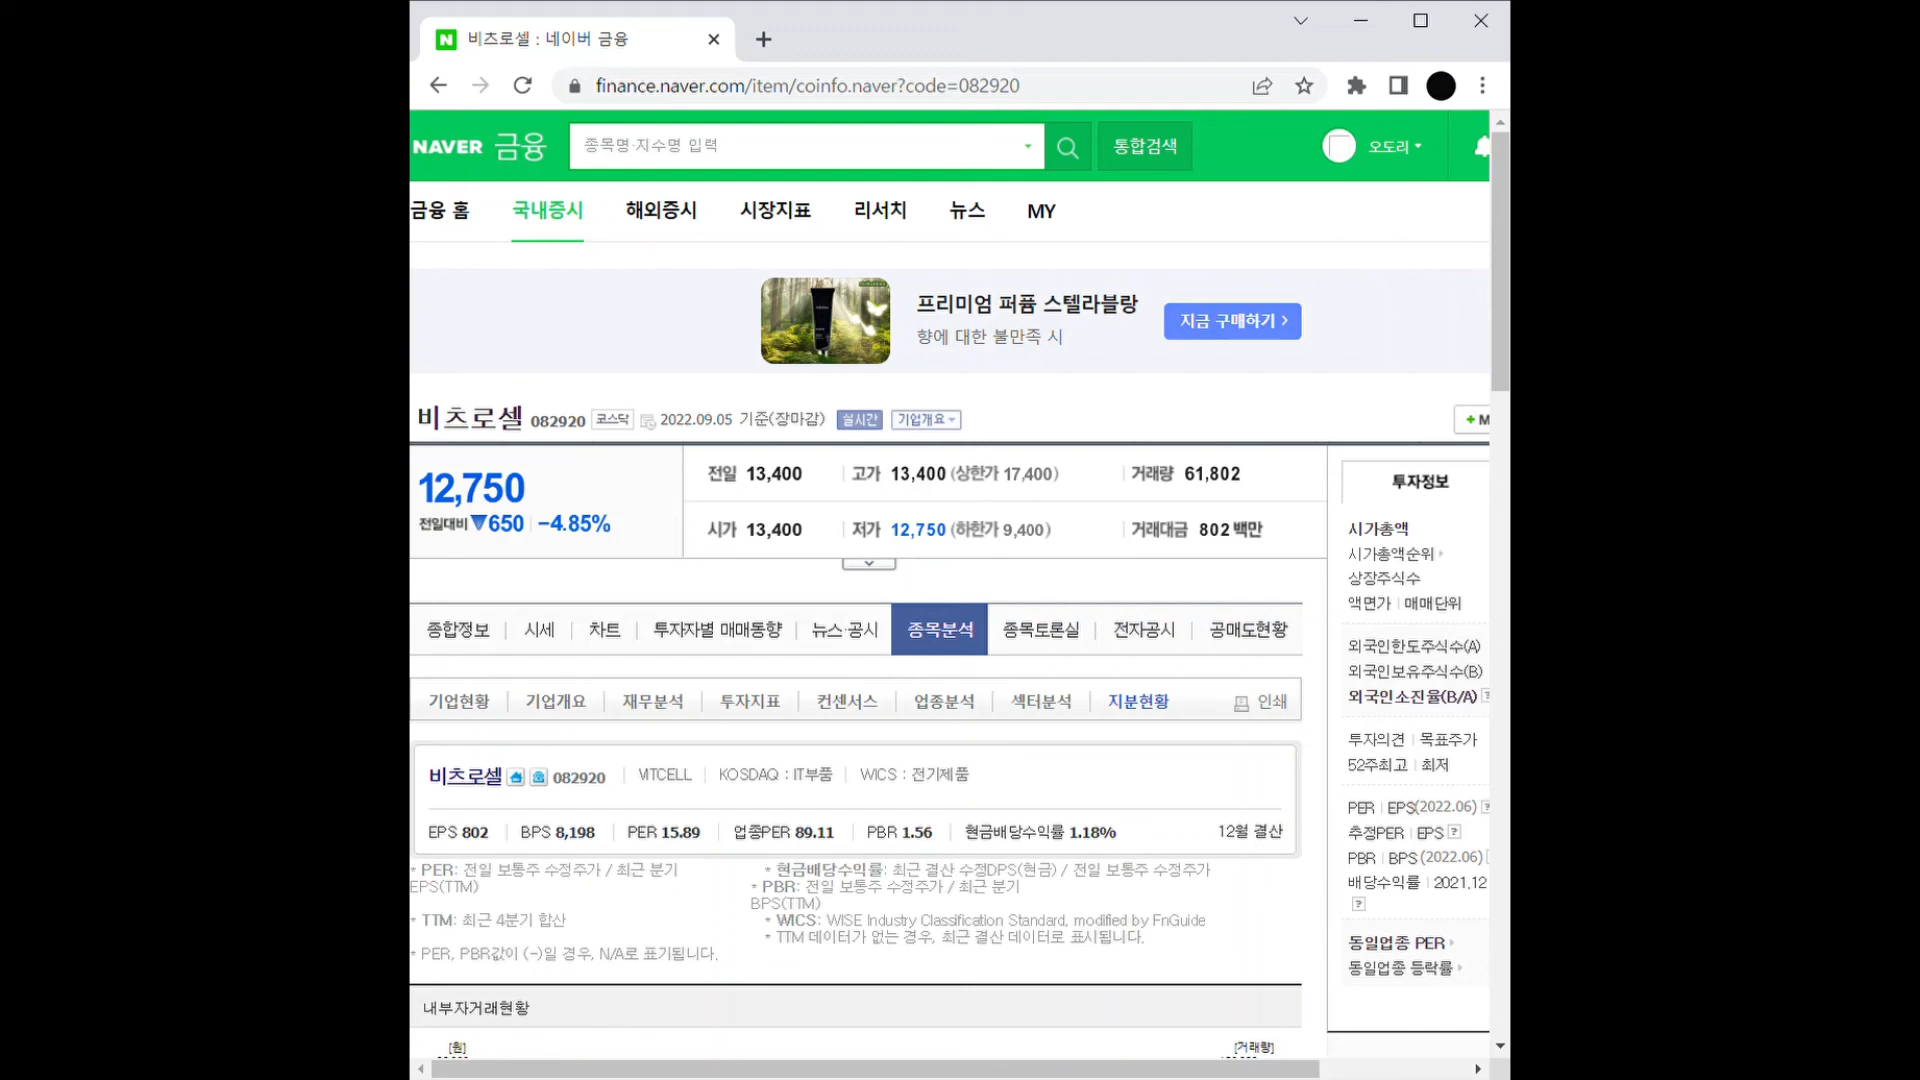 비츠로셀 : 네이버 금융
finance.naver.com/item/coinfo.naver?code=082920
NAVER 금융 종목명·지수명 입력 통합검색 오토리
금융 홈 국내증시 해외증시 시장지표 리서치 뉴스 MY
프리미엄 퍼퓸 스텔라블랑
향에 대한 불만족 시
지금 구매하기 >
비츠로셀 082920 코스닥 2022.09.05 기준(장마감) 실시간 기업개요 + M
12,750
전일대비 ▼650 -4.85%
전일 13,400 고가 13,400 (상한가 17,400) 거래량 61,802
시가 13,400 저가 12,750 (하한가 9,400) 거래대금 802 백만
종합정보 시세 차트 투자자별 매매동향 뉴스·공시 종목분석 종목토론실 전자공시 공매도현황
기업현황 기업개요 재무분석 투자지표 컨센서스 업종분석 섹터분석 지분현황 인쇄
비츠로셀 082920 VITCELL KOSDAQ : IT부품 WICS : 전기제품
EPS 802 BPS 8,198 PER 15.89 업종PER 89.11 PBR 1.56 현금배당수익률 1.18% 12월 결산
* PER: 전일 보통주 수정주가 / 최근 분기
EPS(TTM)
* TTM: 최근 4분기 합산
* PER, PBR값이 (-)일 경우, N/A로 표기됩니다.
* 현금배당수익률: 최근 결산 수정DPS(현금) / 전일 보통주 수정주가
* PBR: 전일 보통주 수정주가 / 최근 분기
BPS(TTM)
* WICS: WISE Industry Classification Standard, modified by FnGuide
* TTM 데이터가 없는 경우, 최근 결산 데이터로 표시됩니다.
내부자거래현황
[원] [거래량]
투자정보
시가총액
시가총액순위
상장주식수
액면가 매매단위
외국인한도주식수(A)
외국인보유주식수(B)
외국인소진율(B/A) ?
투자의견 목표주가
52주최고 최저
PER EPS(2022.06) ?
추정PER EPS ?
PBR BPS (2022.06)
배당수익률 2021.12
?
동일업종 PER
동일업종 등락률